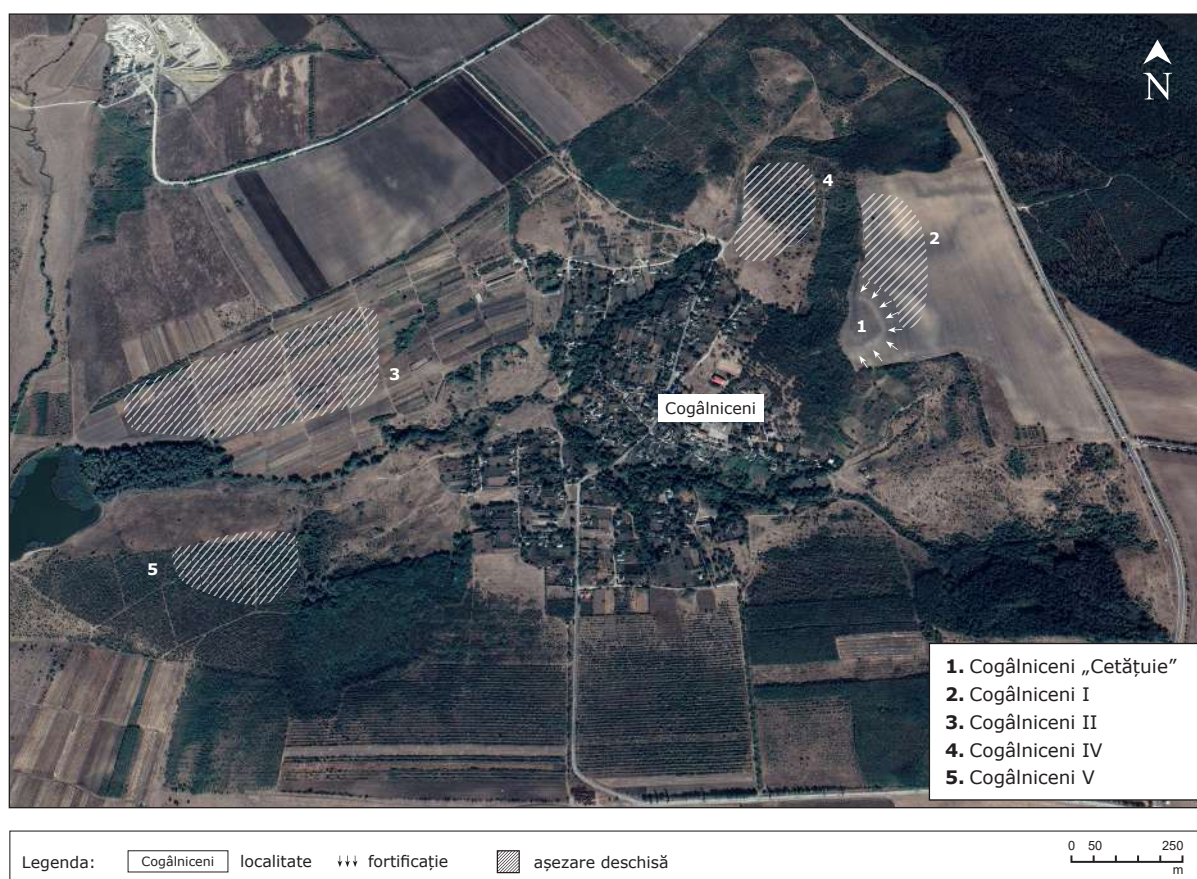 N
4
2
1
3
Cogâlniceni
5
1. Cogâlniceni „Cetățuie”
2. Cogâlniceni I
3. Cogâlniceni II
4. Cogâlniceni IV
5. Cogâlniceni V
Legenda: Cogâlniceni localitate fortificație așezare deschisă
0 50 250
m